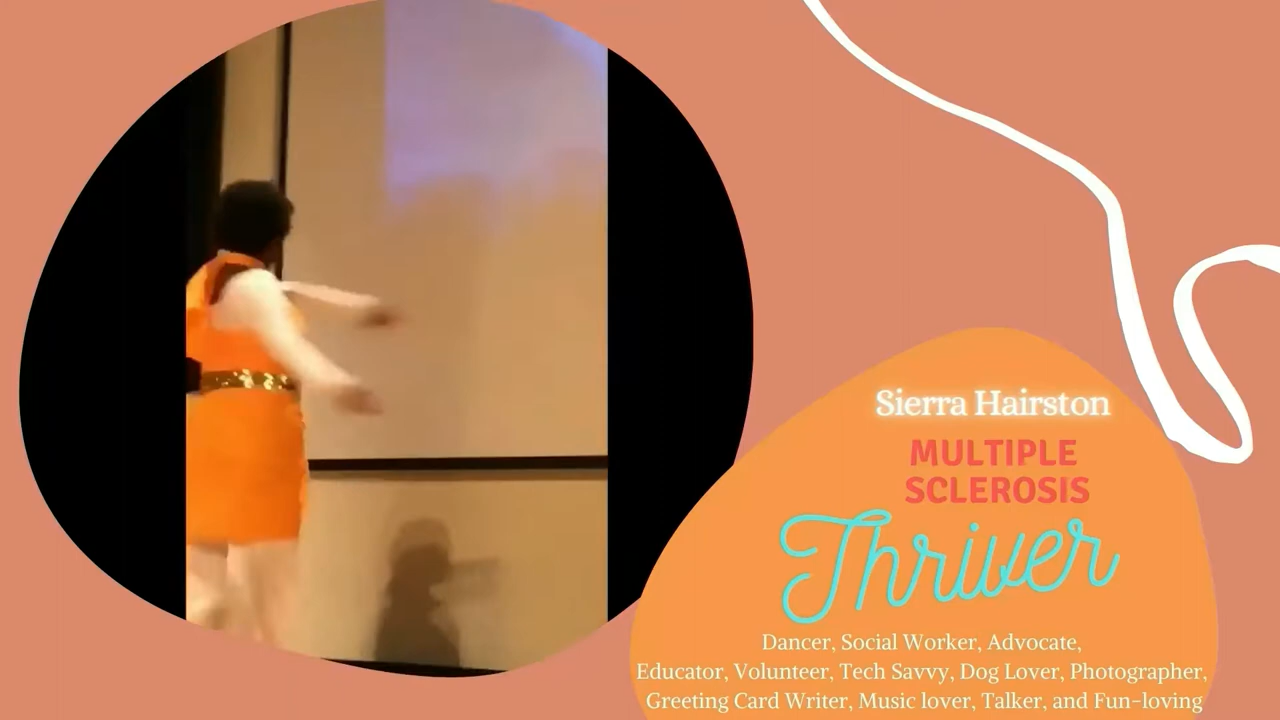 Sierra Hairston
MULTIPLE
SCLEROSIS
Thriver
Dancer, Social Worker, Advocate,
Educator, Volunteer, Tech Savvy, Dog Lover, Photographer,
Greeting Card Writer, Music lover, Talker, and Fun-loving